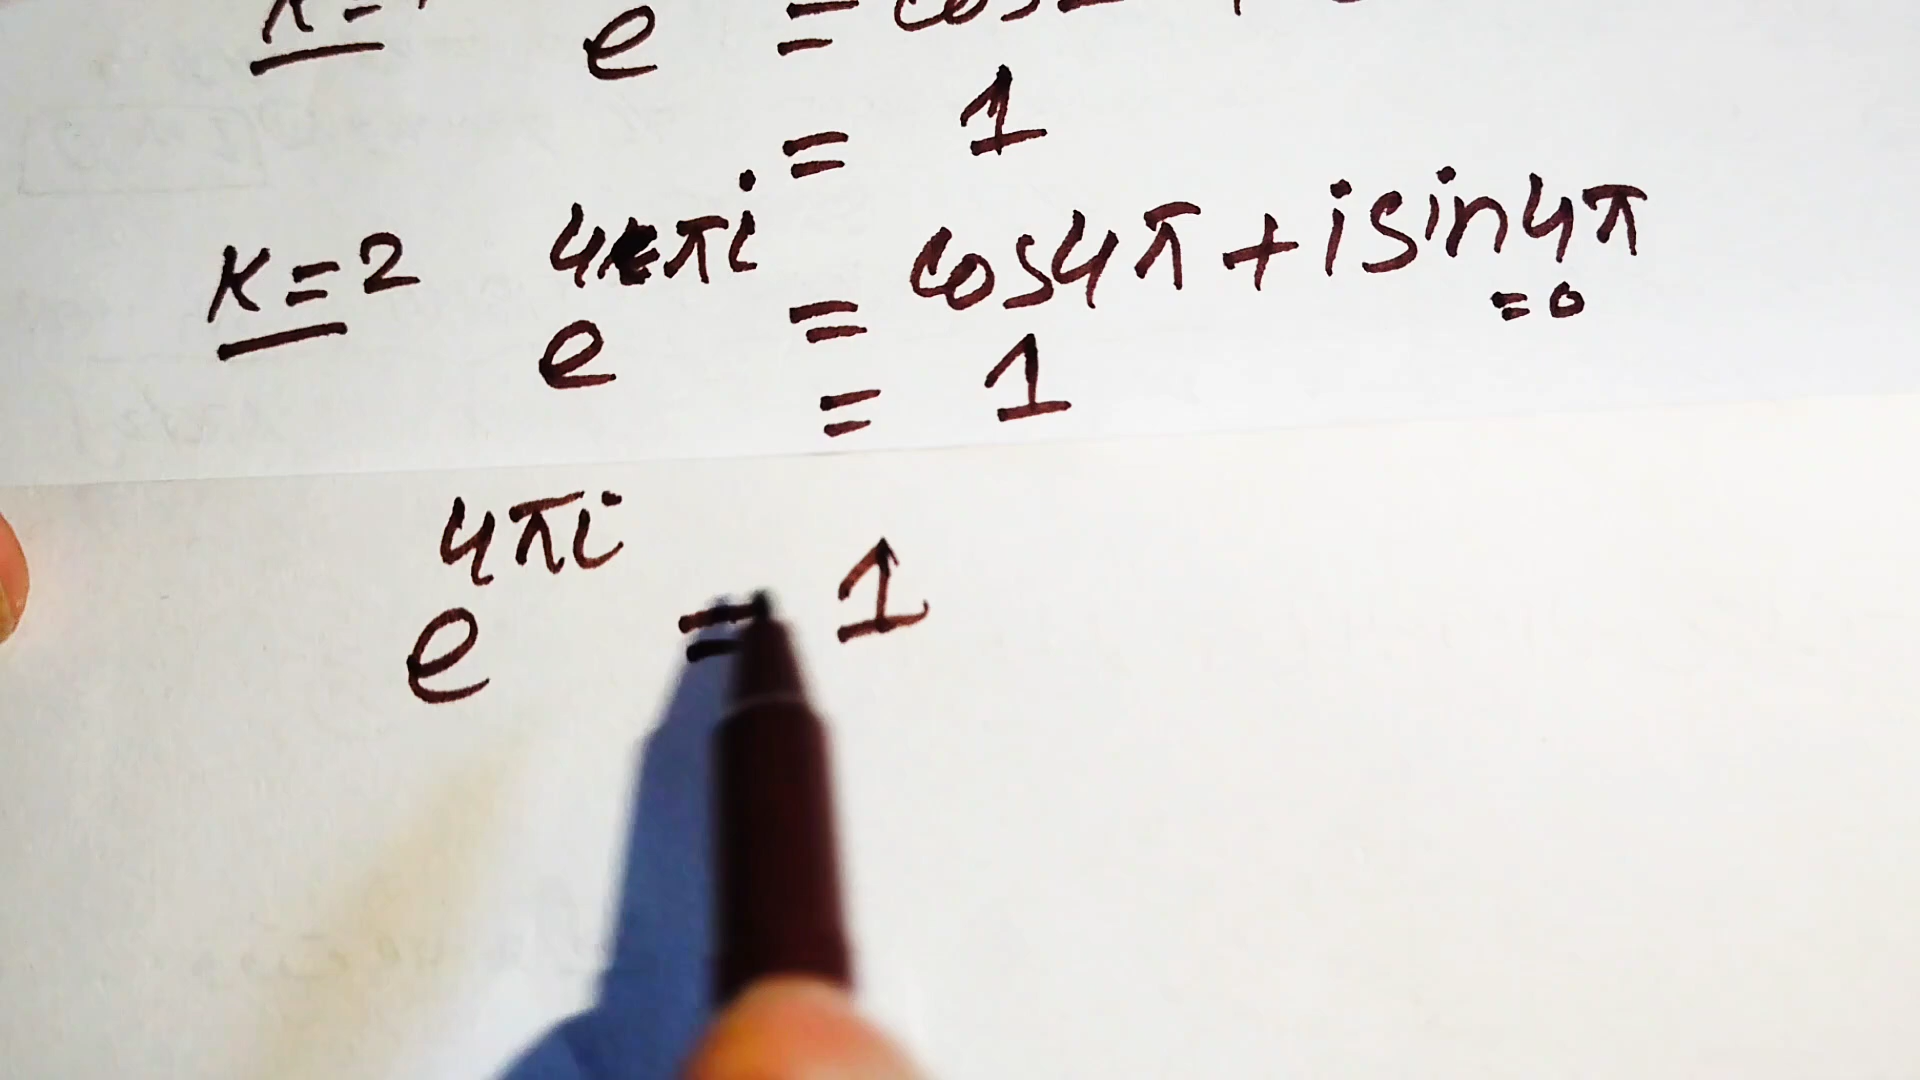 e =
= 1
K=2 e^4πi = cos4π + isin4π
=0
= 1
e^4πi = 1